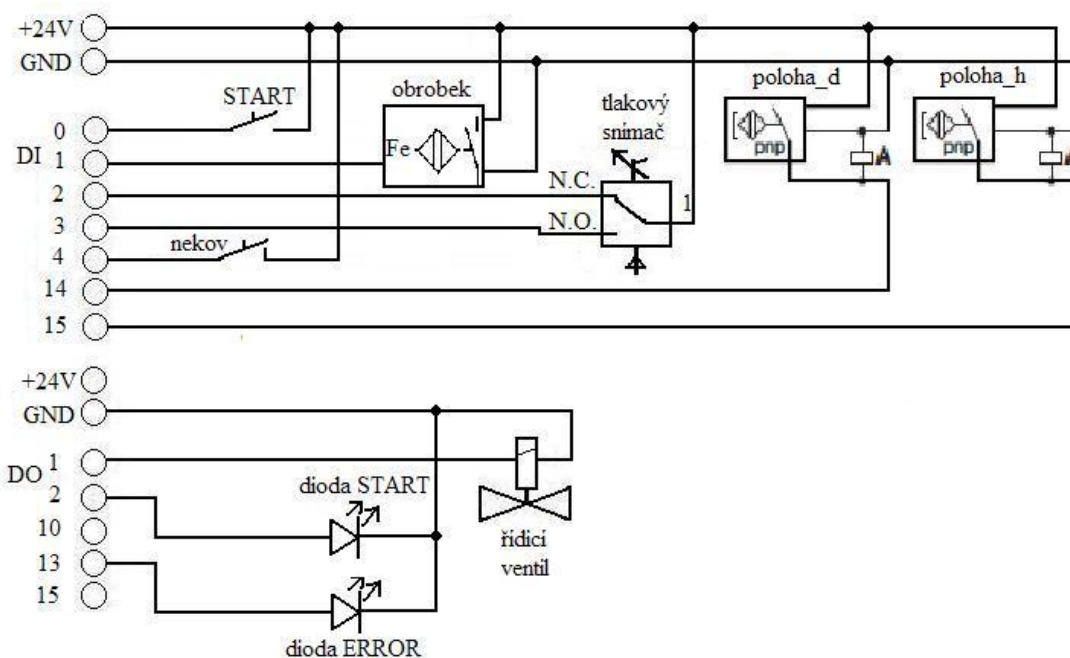 +24V
GND
START
obrobek
tlakový
snímač
poloha_d
poloha_h
0
DI
1
Fe
pnp
pnp
A
2
N.C.
1
3
N.O.
4
nekov
14
15
+24V
GND
DO
1
2
dioda START
10
řídicí
ventil
13
15
dioda ERROR